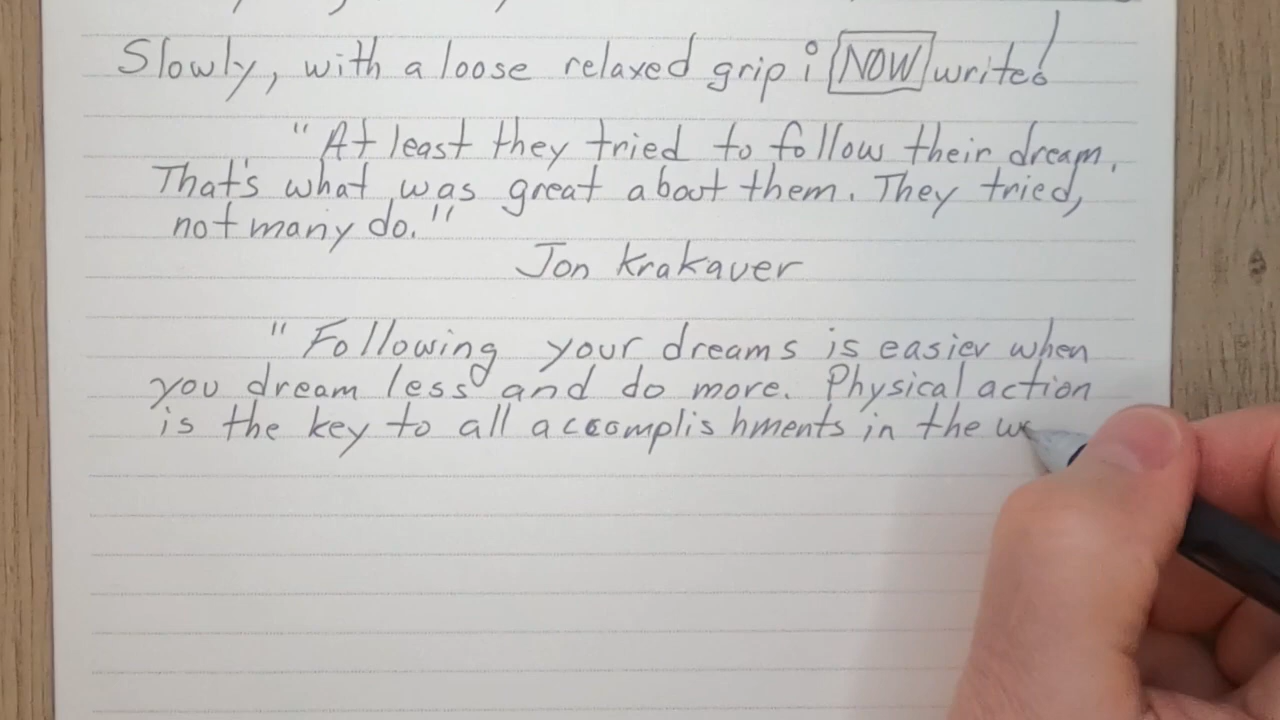 Slowly, with a loose relaxed grip i NOW write!
"At least they tried to follow their dream.
That's what was great about them. They tried,
not many do."
Jon Krakauer
"Following your dreams is easier when
you dream less and do more. Physical action
is the key to all accomplishments in the